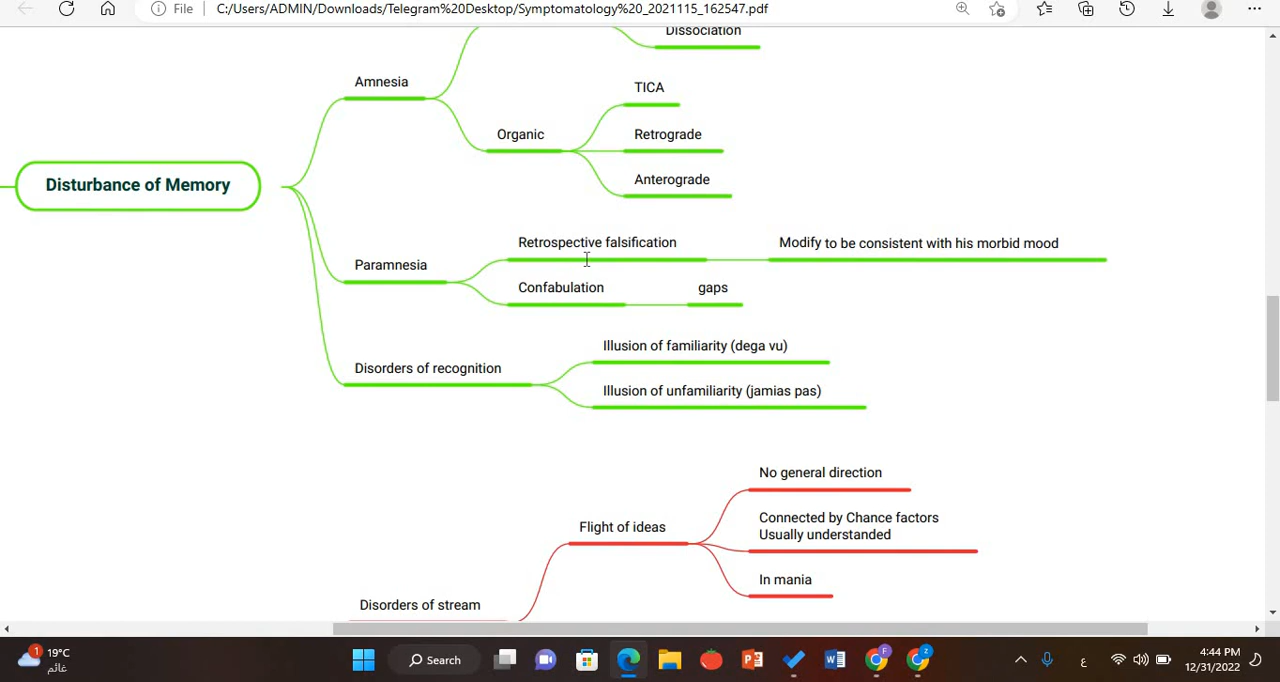 File
C:/Users/ADMIN/Downloads/Telegram%20Desktop/Symptomatology%20_2021115_162547.pdf
Dissociation
Amnesia
TICA
Organic
Retrograde
Anterograde
Disturbance of Memory
Retrospective falsification
Modify to be consistent with his morbid mood
Paramnesia
Confabulation
gaps
Illusion of familiarity (dega vu)
Disorders of recognition
Illusion of unfamiliarity (jamias pas)
No general direction
Flight of ideas
Connected by Chance factors
Usually understanded
In mania
Disorders of stream
1
19°C
غائم
Search
F
z
ع
4:44 PM
12/31/2022